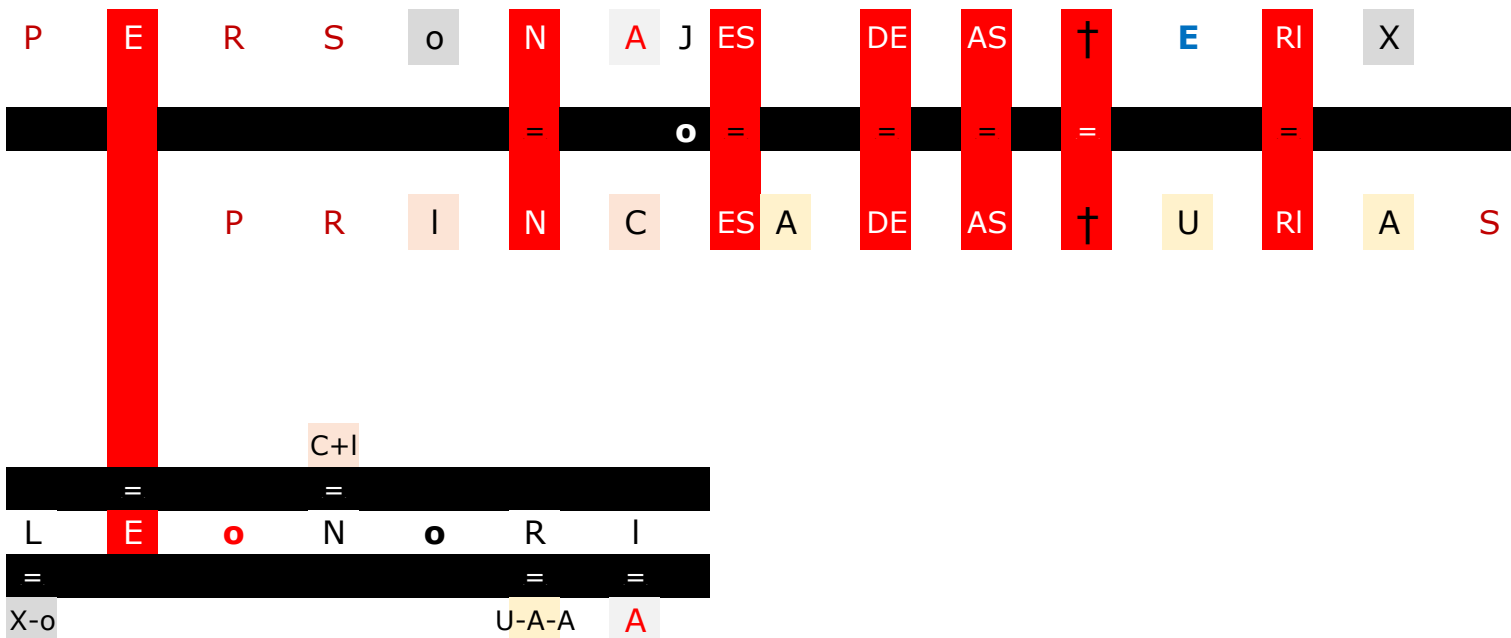 P E R S o N A J ES DE AS † E RI X
= o = = = = =
P R I N C ES A DE AS † U RI A S
C+I
= =
L E o N o R I
= = =
X-o U-A-A A